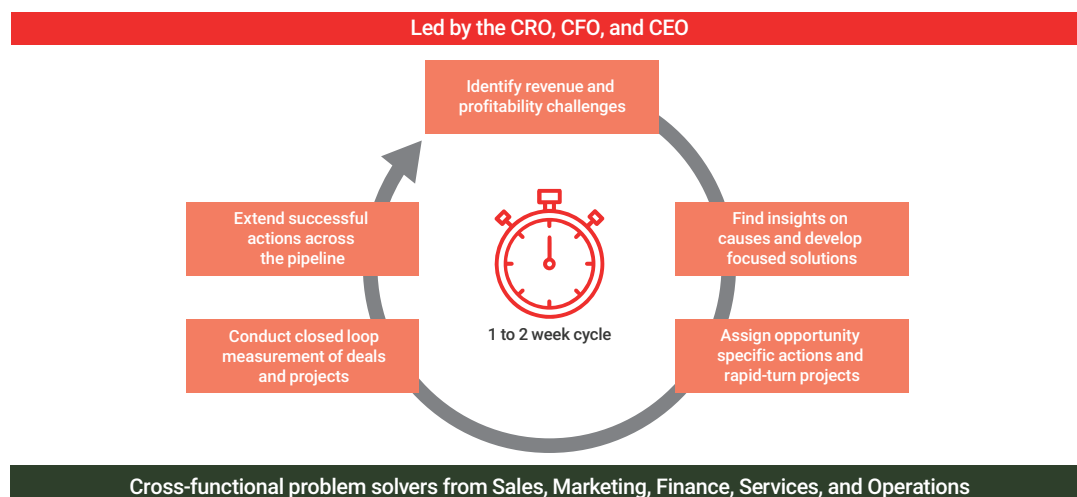 Led by the CRO, CFO, and CEO
Identify revenue and
profitability challenges
Find insights on
causes and develop
focused solutions
Assign opportunity
specific actions and
rapid-turn projects
Conduct closed loop
measurement of deals
and projects
Extend successful
actions across
the pipeline
1 to 2 week cycle
Cross-functional problem solvers from Sales, Marketing, Finance, Services, and Operations